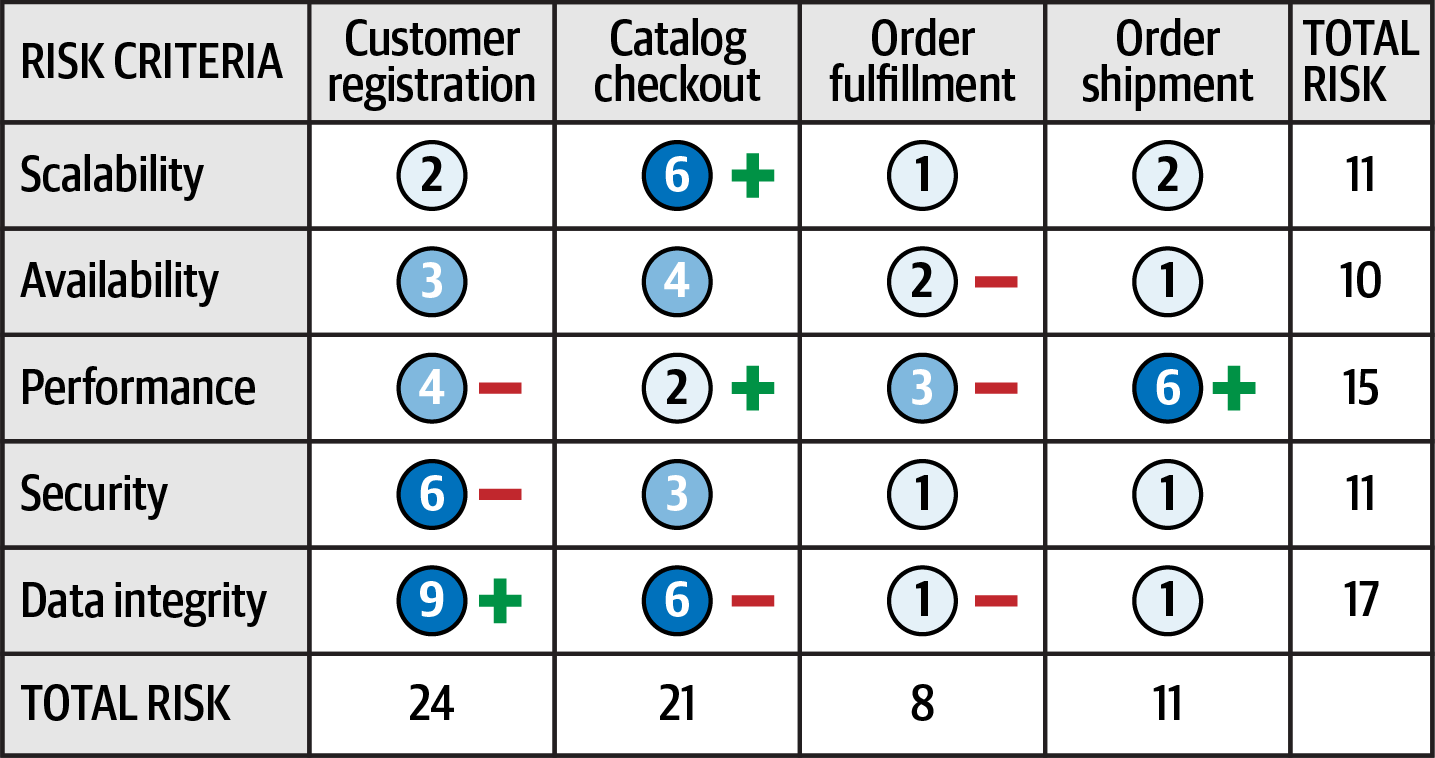 RISK CRITERIA Customer registration Catalog checkout Order fulfillment Order shipment TOTAL RISK
Scalability 2 6 + 1 2 11
Availability 3 4 2 − 1 10
Performance 4 − 2 + 3 − 6 + 15
Security 6 − 3 1 1 11
Data integrity 9 + 6 − 1 − 1 17
TOTAL RISK 24 21 8 11